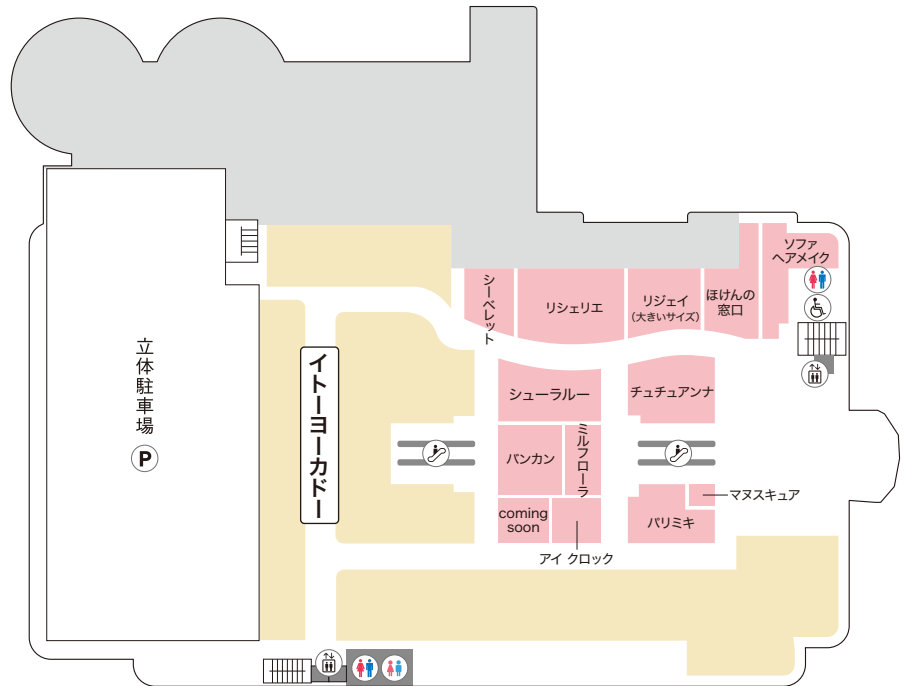 ソファ
ヘアメイク
シーベレット
リシェリエ
リジェイ
(大きいサイズ)
ほけんの
窓口
立体駐車場
P
イトーヨーカドー
シューラルー
チュチュアンナ
バンカン
ミルフローラ
マヌスキュア
coming
soon
パリミキ
アイ クロック